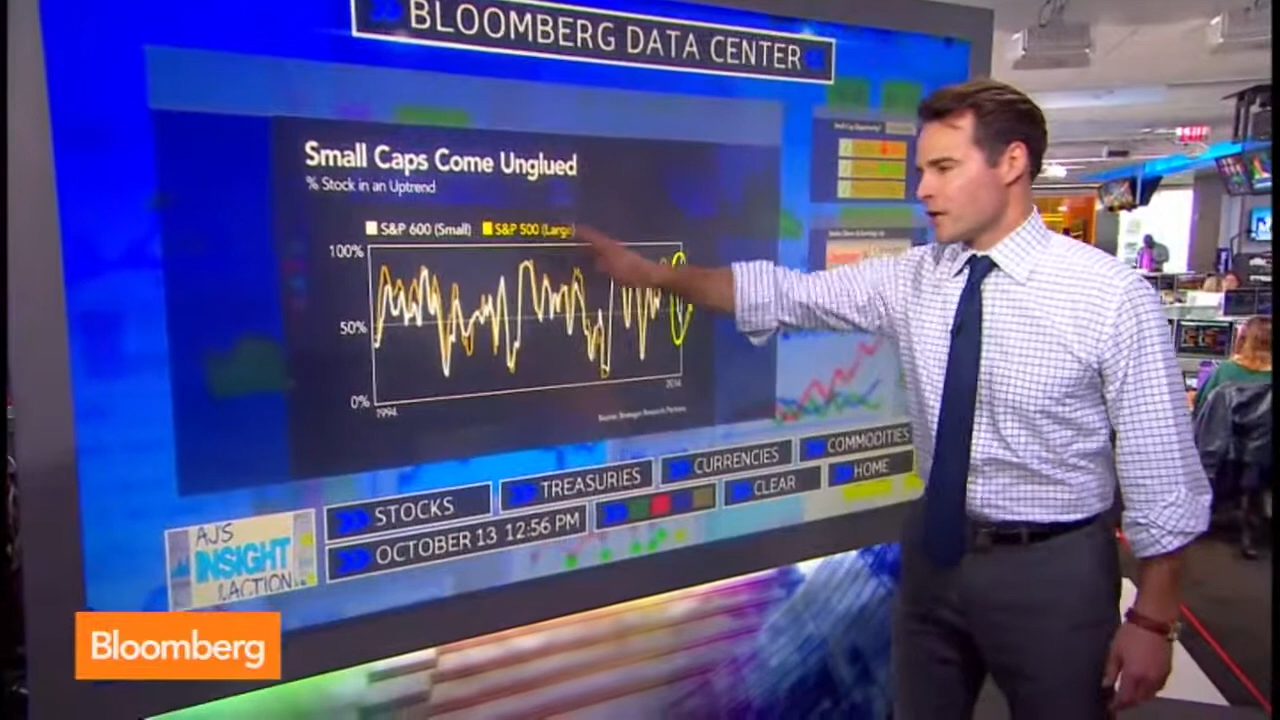 BLOOMBERG DATA CENTER
Small Caps Come Unglued
% Stock in an Uptrend
S&P 600 (Small) S&P 500 (Large)
100%
50%
0%
1994 2014
Source: Strategas Research Partners
STOCKS TREASURIES CURRENCIES COMMODITIES
OCTOBER 13 12:56 PM CLEAR HOME
AJS
INSIGHT
& ACTION
Bloomberg